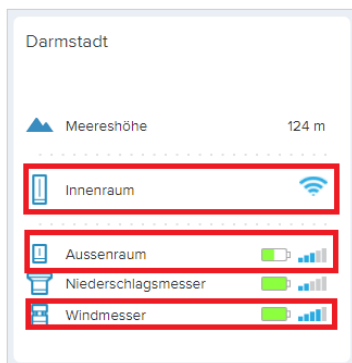 Darmstadt
Meereshöhe 124 m
Innenraum
Aussenraum
Niederschlagsmesser
Windmesser